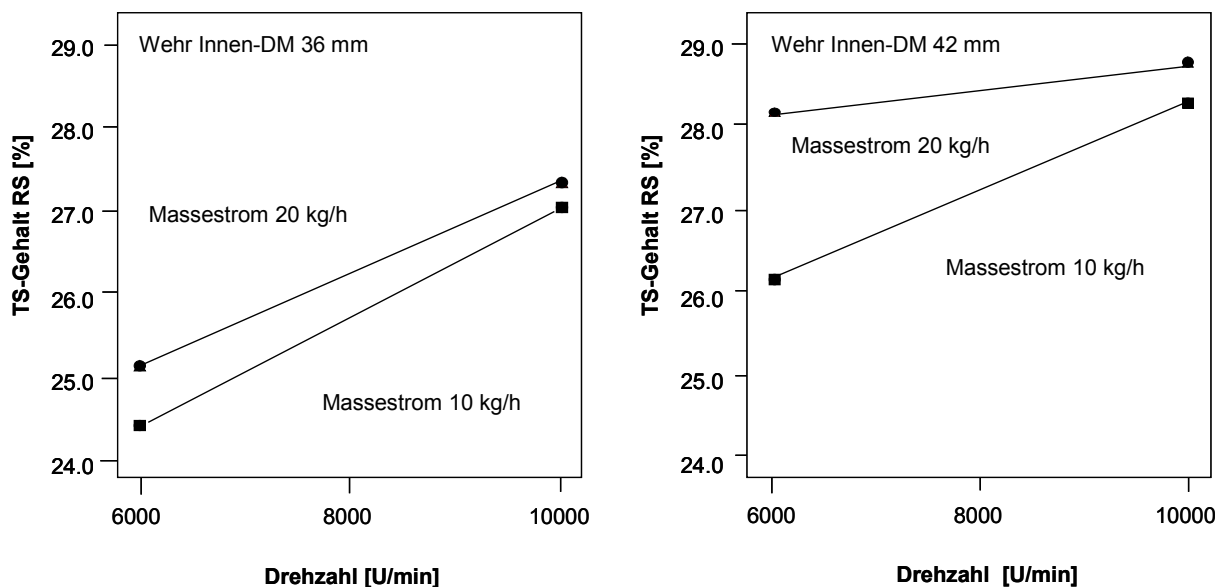 29.0
Wehr Innen-DM 36 mm
28.0
27.0
Massestrom 20 kg/h
26.0
25.0
Massestrom 10 kg/h
24.0
TS-Gehalt RS [%]
6000
8000
10000
Drehzahl [U/min]
29.0
Wehr Innen-DM 42 mm
28.0
Massestrom 20 kg/h
27.0
Massestrom 10 kg/h
26.0
25.0
24.0
TS-Gehalt RS [%]
6000
8000
10000
Drehzahl [U/min]